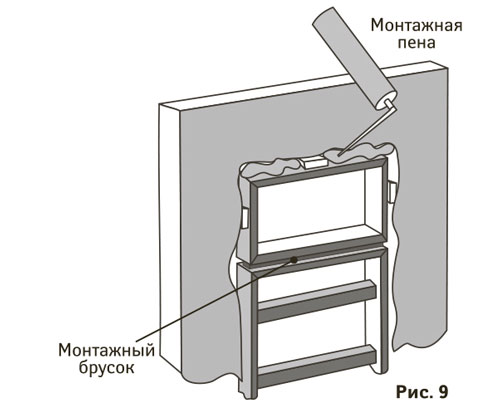 Монтажная
пена
Монтажный
брусок
Рис. 9